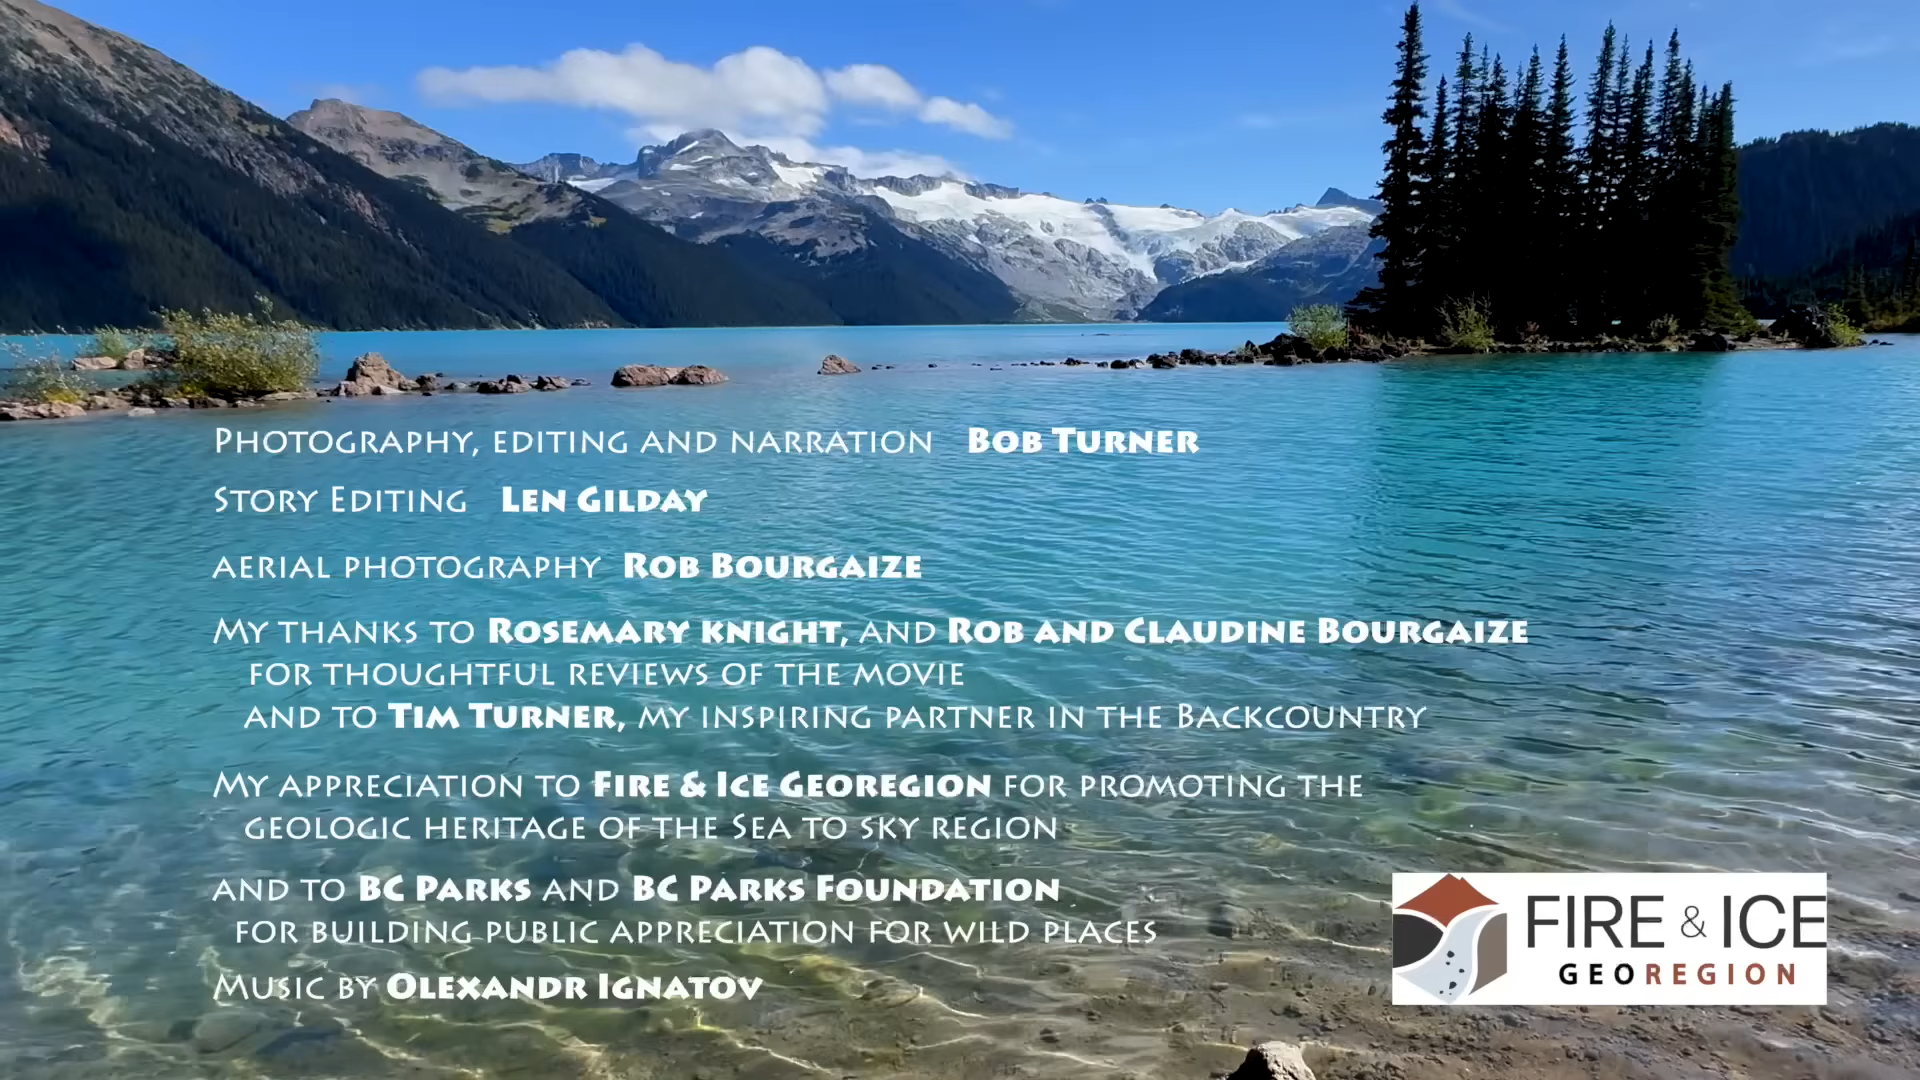 Photography, editing and narration Bob Turner
Story Editing Len Gilday
aerial photography Rob Bourgaize
My thanks to Rosemary Knight, and Rob and Claudine Bourgaize
for thoughtful reviews of the movie
and to Tim Turner, my inspiring partner in the Backcountry
My appreciation to Fire & Ice Georegion for promoting the
geologic heritage of the Sea to sky region
and to BC Parks and BC Parks Foundation
for building public appreciation for wild places
Music by Olexandr Ignatov
FIRE & ICE
GEOREGION